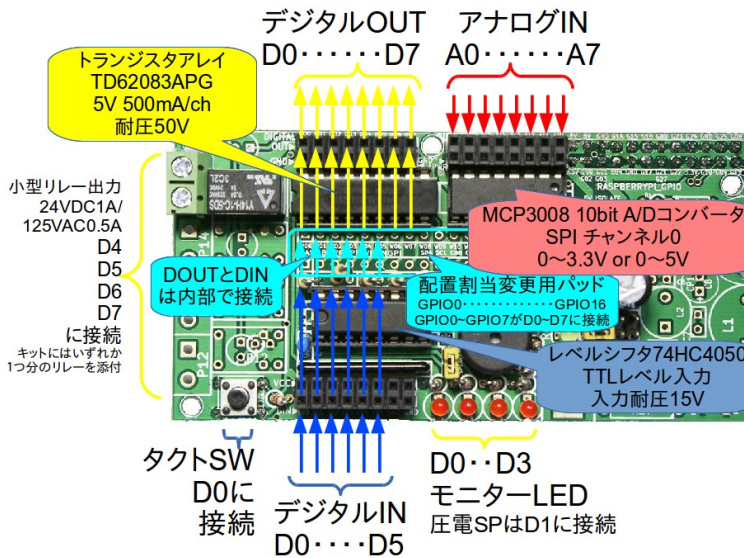 デジタルOUT
D0‥‥‥D7
アナログIN
A0‥‥‥A7
トランジスタアレイ
TD62083APG
5V 500mA/ch
耐圧50V
DIGITAL
OUT
GND
小型リレー出力
24VDC1A/
125VAC0.5A
D4
D5
D6
D7
に接続
キットにはいずれか
1つ分のリレーを添付
P14
P12
RASPBERRYPI_GPIO
MCP3008 10bit A/Dコンバータ
SPI チャンネル0
0～3.3V or 0～5V
DOUTとDIN
は内部で接続
配置割当変更用パッド
GPIO0‥‥‥‥‥‥GPIO16
GPIO0~GPIO7がD0~D7に接続
レベルシフタ74HC4050
TTLレベル入力
入力耐圧15V
L2
L1
VCC
DIN
タクトSW
D0に
接続
デジタルIN
D0‥‥D5
D0‥D3
モニターLED
圧電SPはD1に接続